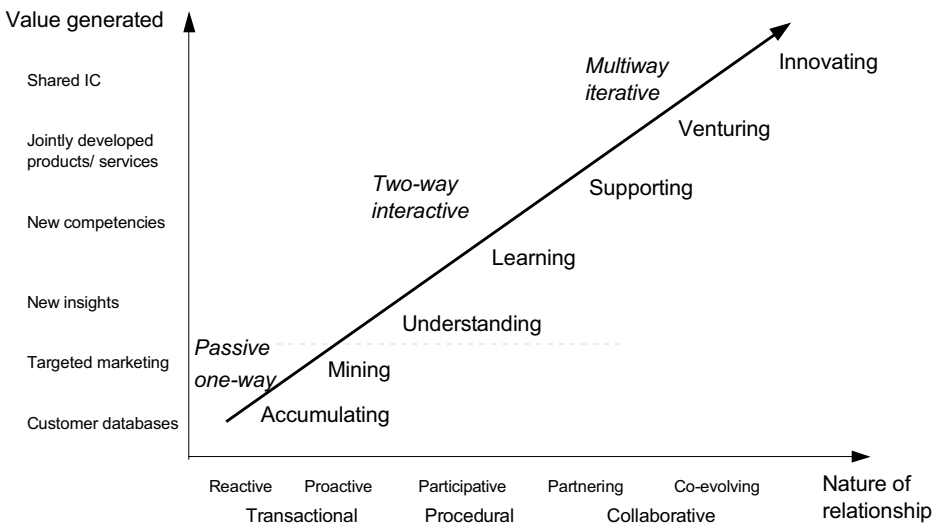 Value generated
Shared IC
Jointly developed
products/ services
New competencies
New insights
Targeted marketing
Customer databases
Passive
one-way
Two-way
interactive
Multiway
iterative
Innovating
Venturing
Supporting
Learning
Understanding
Mining
Accumulating
Reactive
Proactive
Participative
Partnering
Co-evolving
Transactional
Procedural
Collaborative
Nature of
relationship